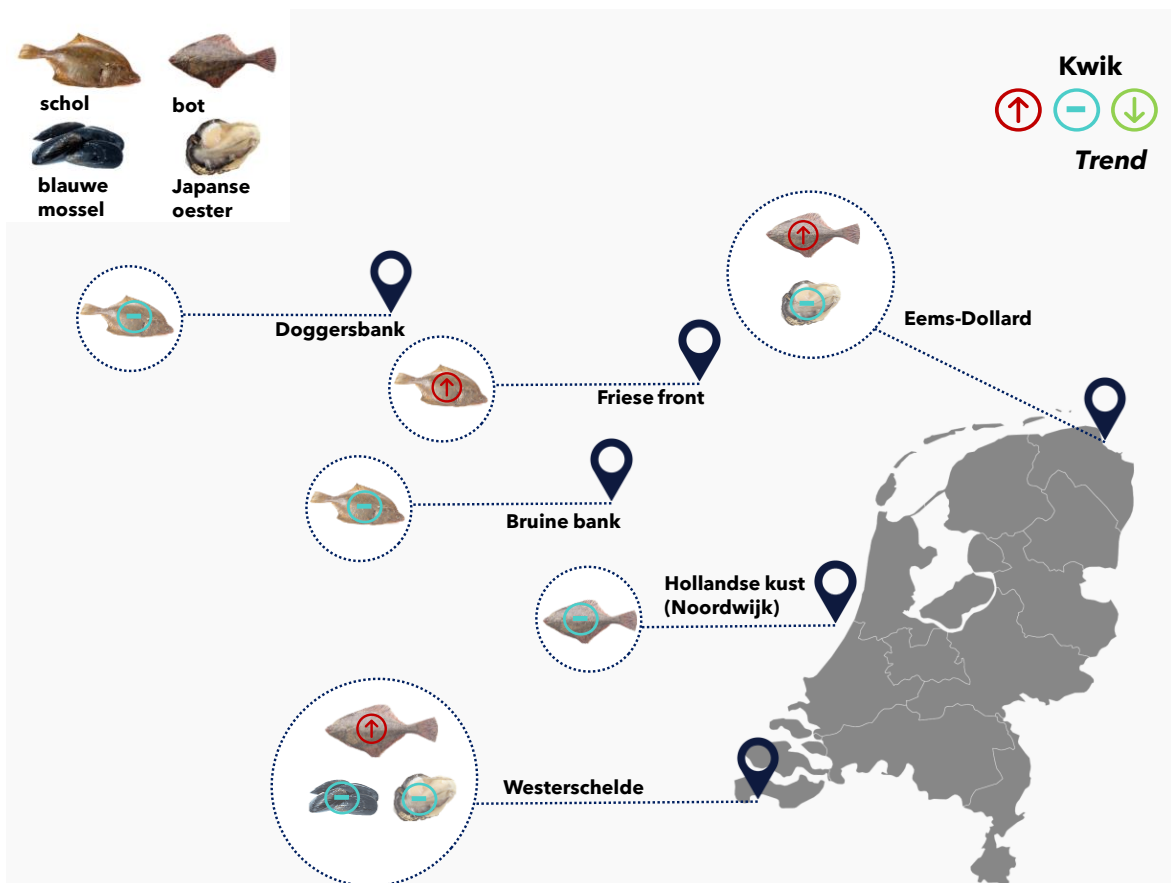 schol
bot
blauwe
mossel
Japanse
oester
Kwik
Trend
Doggersbank
Friese front
Eems-Dollard
Bruine bank
Hollandse kust
(Noordwijk)
Westerschelde